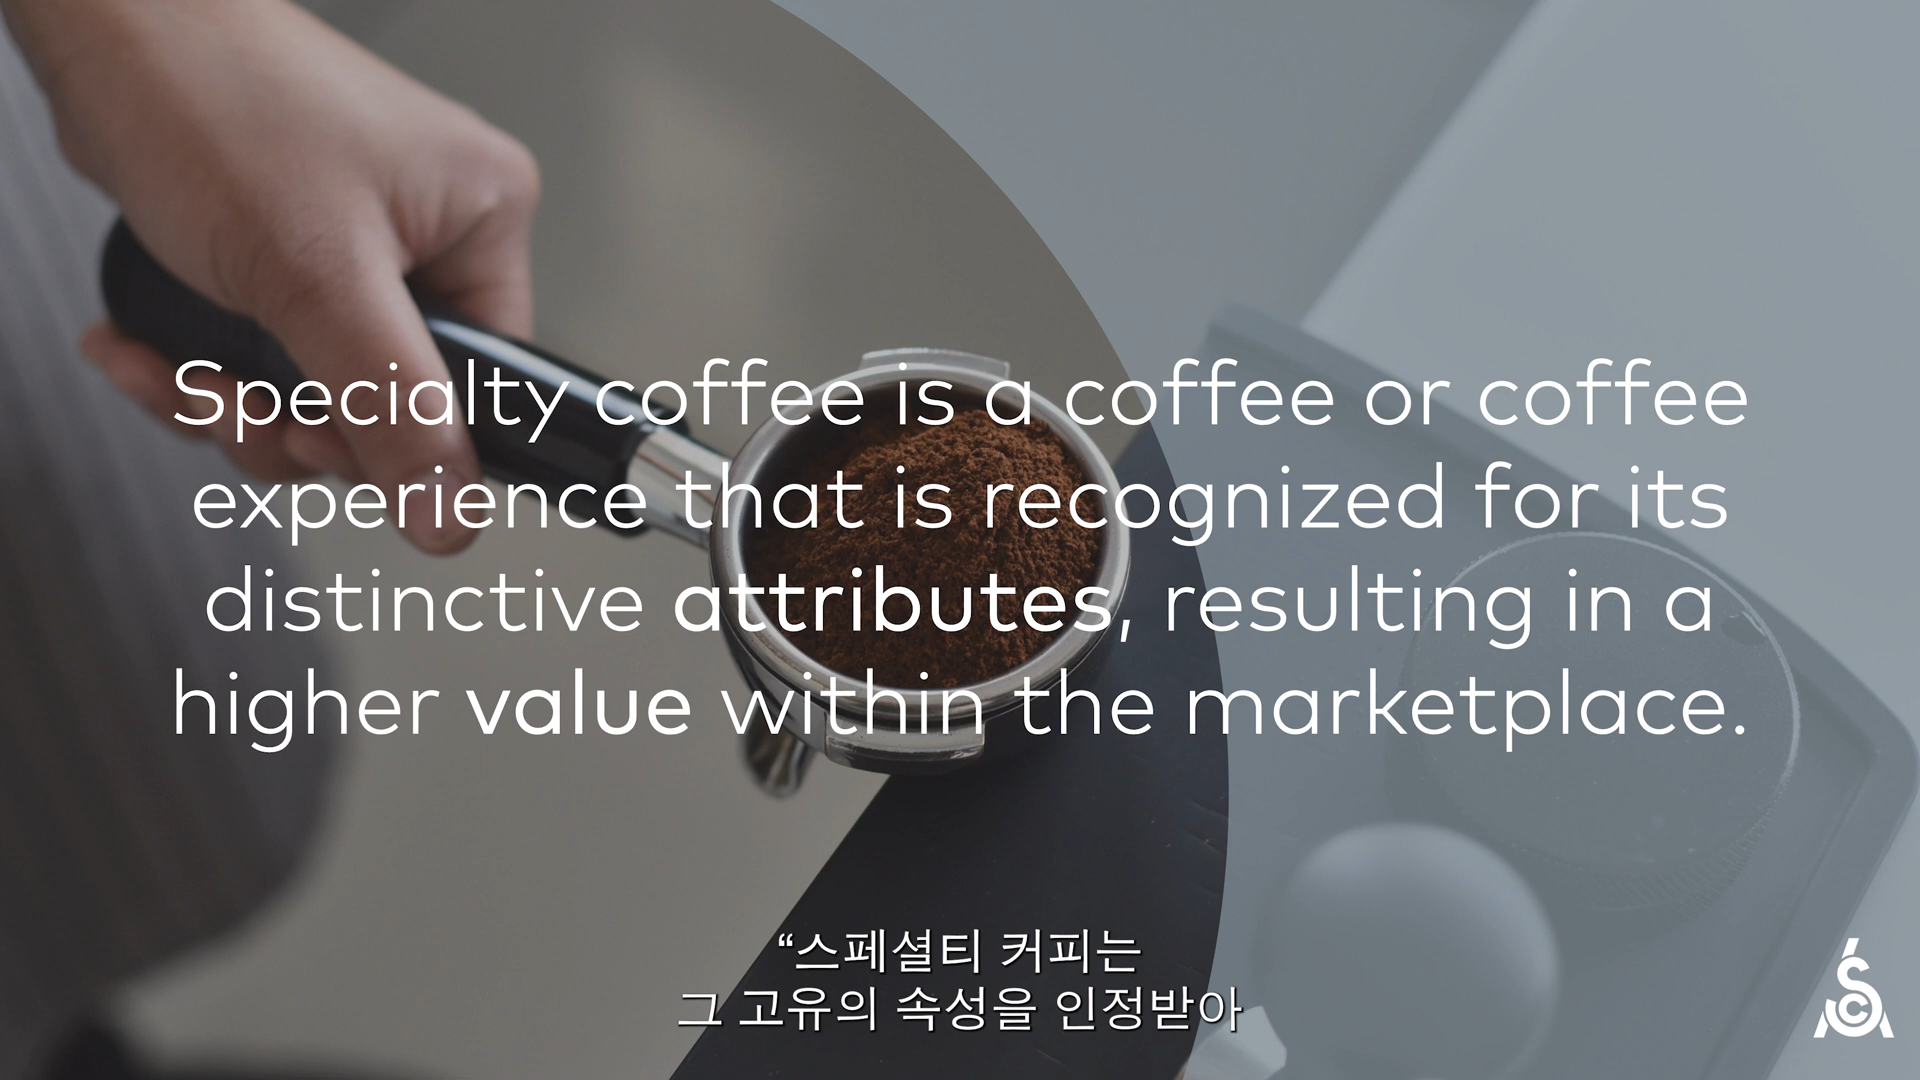 Specialty coffee is a coffee or coffee
experience that is recognized for its
distinctive attributes, resulting in a
higher value within the marketplace.
“스페셜티 커피는
그 고유의 속성을 인정받아
SCA